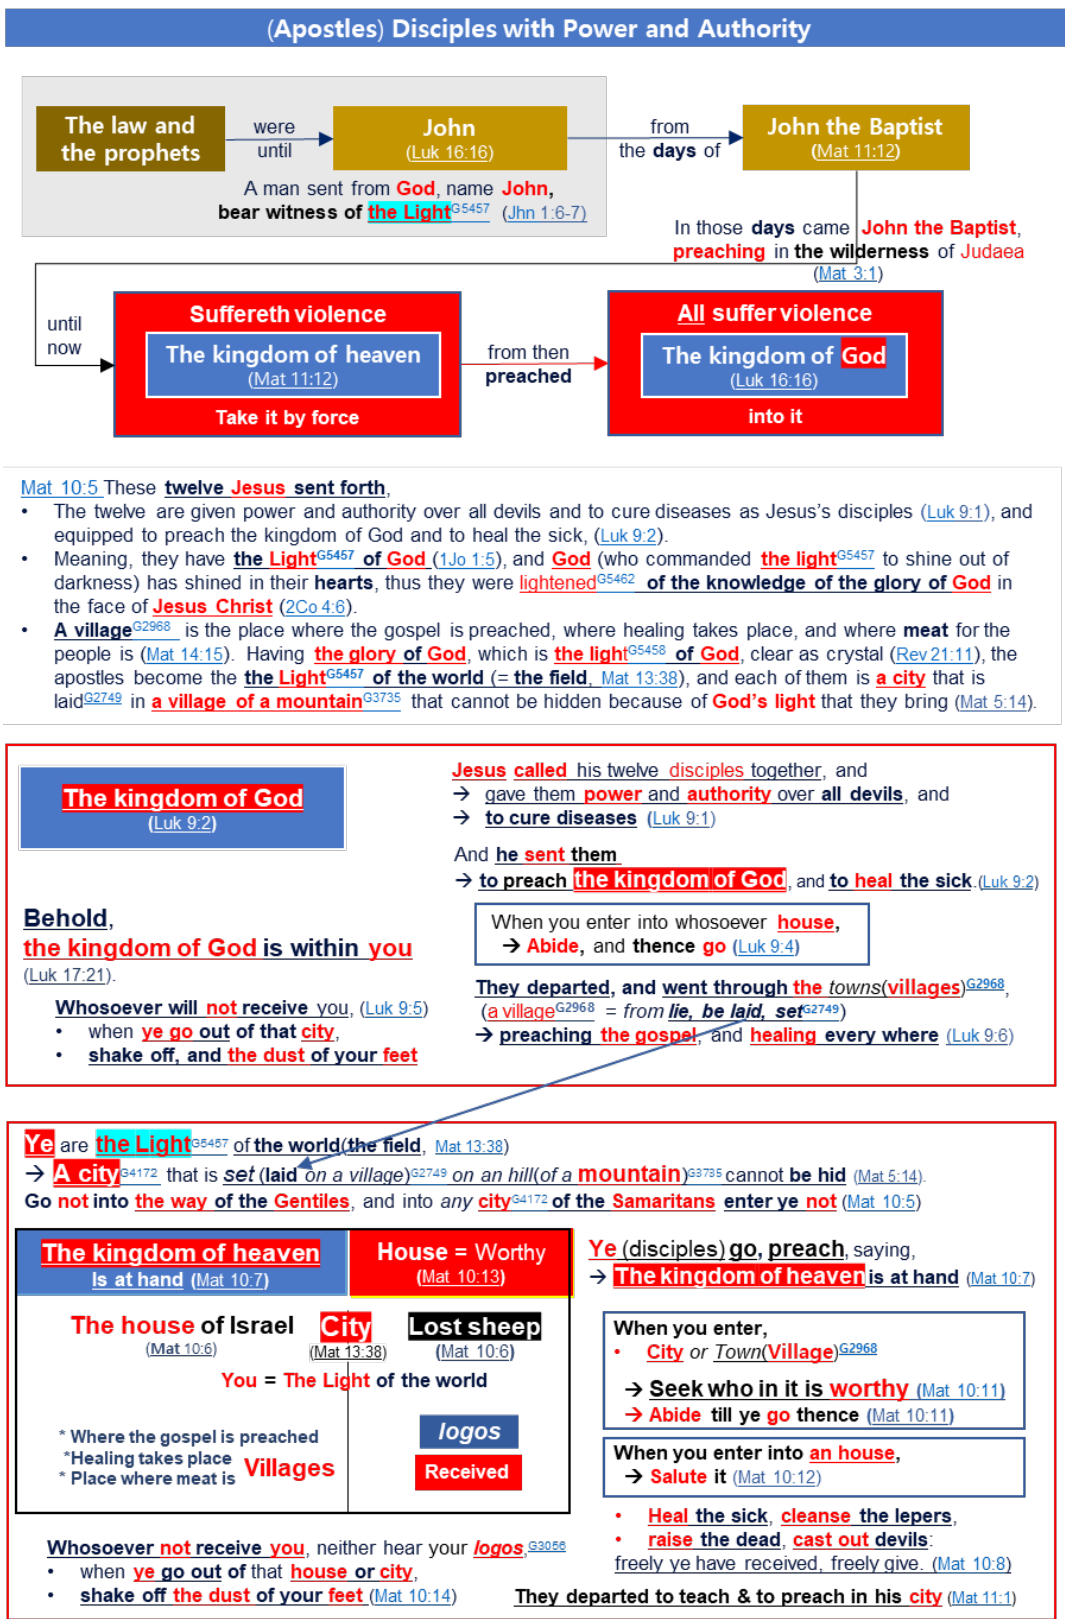 (Apostles) Disciples with Power and Authority
The law and
the prophets
were
until
John
(Luk 16:16)
from
the days of
John the Baptist
(Mat 11:12)
A man sent from God, name John,
bear witness of the LightG5457 (Jhn 1:6-7)
In those days came John the Baptist,
preaching in the wilderness of Judaea
(Mat 3:1)
until
now
Suffereth violence
The kingdom of heaven
(Mat 11:12)
Take it by force
from then
preached
All suffer violence
The kingdom of God
(Luk 16:16)
into it
Mat 10:5 These twelve Jesus sent forth,
• The twelve are given power and authority over all devils and to cure diseases as Jesus's disciples (Luk 9:1), and
equipped to preach the kingdom of God and to heal the sick, (Luk 9:2).
• Meaning, they have the LightG5457 of God (1Jo 1:5), and God (who commanded the lightG5457 to shine out of
darkness) has shined in their hearts, thus they were lightenedG5462 of the knowledge of the glory of God in
the face of Jesus Christ (2Co 4:6).
• A villageG2968 is the place where the gospel is preached, where healing takes place, and where meat for the
people is (Mat 14:15). Having the glory of God, which is the lightG5458 of God, clear as crystal (Rev 21:11), the
apostles become the the LightG5457 of the world (= the field, Mat 13:38), and each of them is a city that is
laidG2749 in a village of a mountainG3735 that cannot be hidden because of God's light that they bring (Mat 5:14).
The kingdom of God
(Luk 9:2)
Jesus called his twelve disciples together, and
→ gave them power and authority over all devils, and
→ to cure diseases (Luk 9:1)
And he sent them
→ to preach the kingdom of God, and to heal the sick.(Luk 9:2)
When you enter into whosoever house,
→ Abide, and thence go (Luk 9:4)
Behold,
the kingdom of God is within you
(Luk 17:21).
Whosoever will not receive you, (Luk 9:5)
• when ye go out of that city,
• shake off, and the dust of your feet
They departed, and went through the towns(villages)G2968,
(a villageG2968 = from lie, be laid, setG2749)
→ preaching the gospel, and healing every where (Luk 9:6)
Ye are the LightG5457 of the world(the field, Mat 13:38)
→ A cityG4172 that is set (laid on a village)G2749 on an hill(of a mountain)G3735 cannot be hid (Mat 5:14).
Go not into the way of the Gentiles, and into any cityG4172 of the Samaritans enter ye not (Mat 10:5)
The kingdom of heaven
Is at hand (Mat 10:7)
House = Worthy
(Mat 10:13)
The house of Israel
(Mat 10:6)
City
(Mat 13:38)
Lost sheep
(Mat 10:6)
You = The Light of the world
* Where the gospel is preached
*Healing takes place
* Place where meat is
Villages
logos
Received
Ye (disciples) go, preach, saying,
→ The kingdom of heaven is at hand (Mat 10:7)
When you enter,
• City or Town(Village)G2968
→ Seek who in it is worthy (Mat 10:11)
→ Abide till ye go thence (Mat 10:11)
When you enter into an house,
→ Salute it (Mat 10:12)
• Heal the sick, cleanse the lepers,
• raise the dead, cast out devils:
freely ye have received, freely give. (Mat 10:8)
Whosoever not receive you, neither hear your logos,G3056
• when ye go out of that house or city,
• shake off the dust of your feet (Mat 10:14)
They departed to teach & to preach in his city (Mat 11:1)